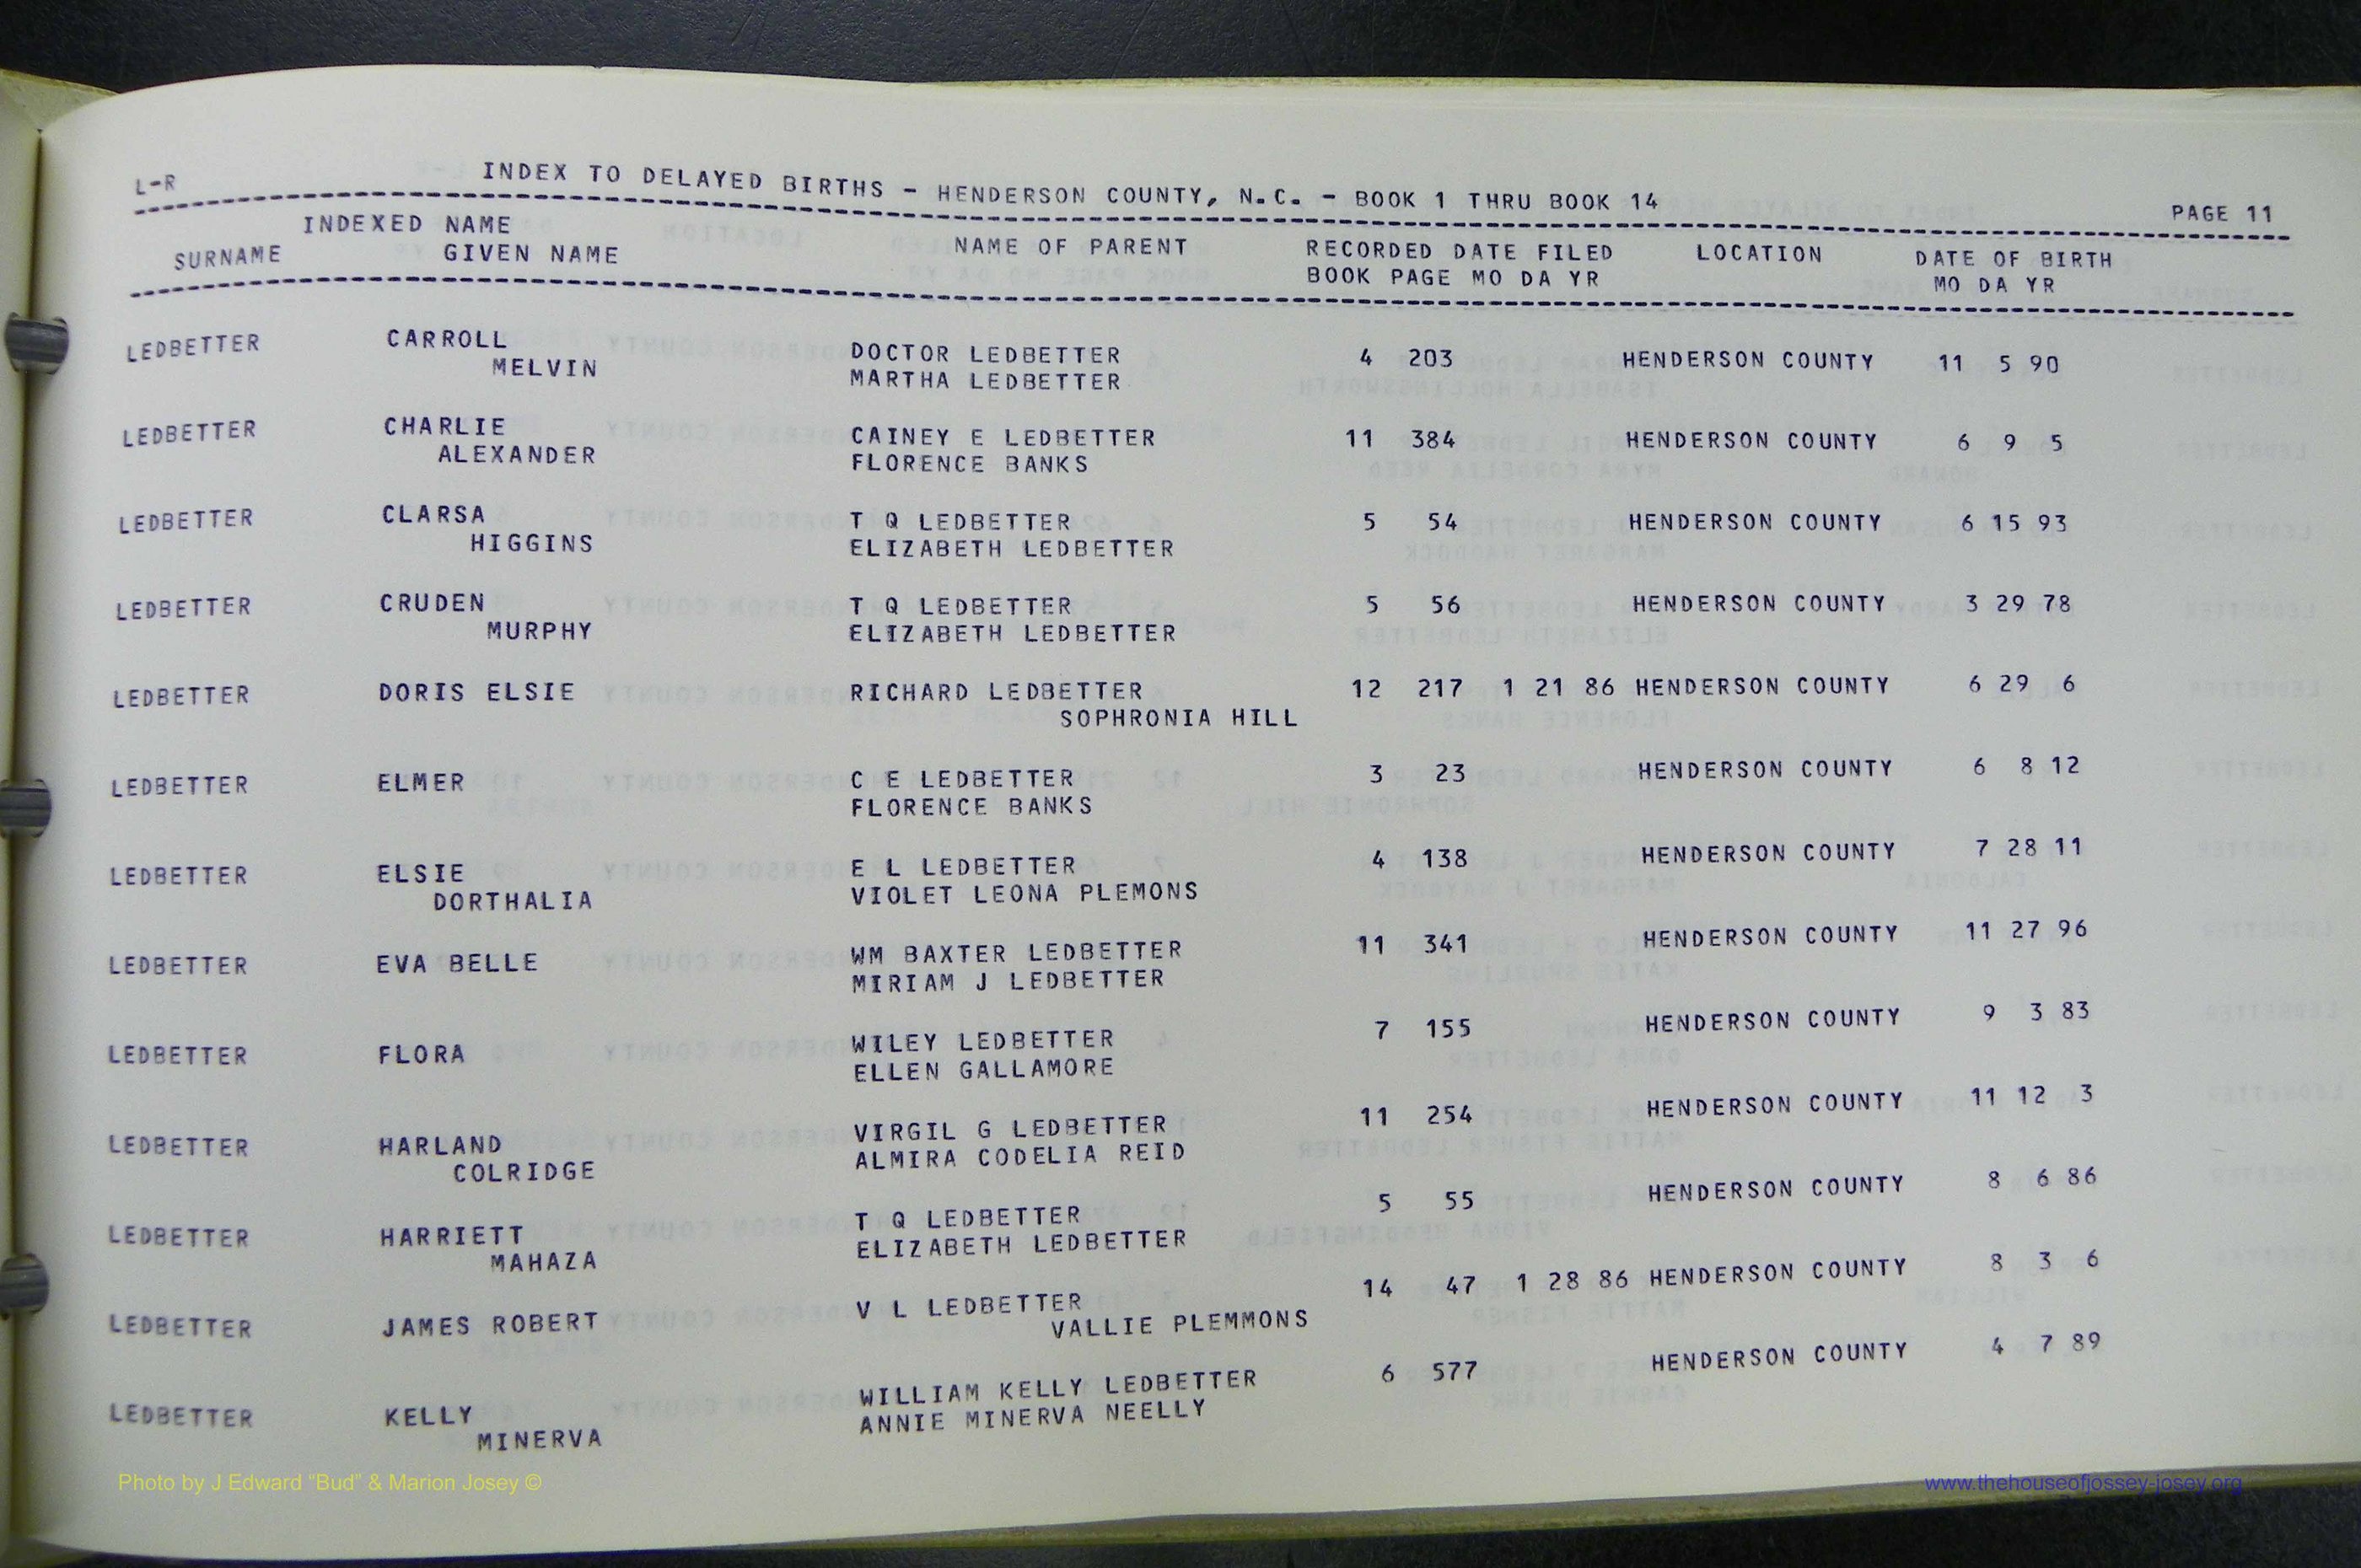 L-R INDEX TO DELAYED BIRTHS - HENDERSON COUNTY, N.C. - BOOK 1 THRU BOOK 14 PAGE 11
INDEXED NAME
SURNAME GIVEN NAME NAME OF PARENT RECORDED DATE FILED LOCATION DATE OF BIRTH
BOOK PAGE MO DA YR MO DA YR
LEDBETTER CARROLL DOCTOR LEDBETTER 4 203 HENDERSON COUNTY 11 5 90
MELVIN MARTHA LEDBETTER
LEDBETTER CHARLIE CAINEY E LEDBETTER 11 384 HENDERSON COUNTY 6 9 5
ALEXANDER FLORENCE BANKS
LEDBETTER CLARSA T Q LEDBETTER 5 54 HENDERSON COUNTY 6 15 93
HIGGINS ELIZABETH LEDBETTER
LEDBETTER CRUDEN T Q LEDBETTER 5 56 HENDERSON COUNTY 3 29 78
MURPHY ELIZABETH LEDBETTER
LEDBETTER DORIS ELSIE RICHARD LEDBETTER 12 217 1 21 86 HENDERSON COUNTY 6 29 6
SOPHRONIA HILL
LEDBETTER ELMER C E LEDBETTER 3 23 HENDERSON COUNTY 6 8 12
FLORENCE BANKS
LEDBETTER ELSIE E L LEDBETTER 4 138 HENDERSON COUNTY 7 28 11
DORTHALIA VIOLET LEONA PLEMONS
LEDBETTER EVA BELLE WM BAXTER LEDBETTER 11 341 HENDERSON COUNTY 11 27 96
MIRIAM J LEDBETTER
LEDBETTER FLORA WILEY LEDBETTER 7 155 HENDERSON COUNTY 9 3 83
ELLEN GALLAMORE
LEDBETTER HARLAND VIRGIL G LEDBETTER 11 254 HENDERSON COUNTY 11 12 3
COLRIDGE ALMIRA CODELIA REID
LEDBETTER HARRIETT T Q LEDBETTER 5 55 HENDERSON COUNTY 8 6 86
MAHAZA ELIZABETH LEDBETTER
LEDBETTER JAMES ROBERT V L LEDBETTER 14 47 1 28 86 HENDERSON COUNTY 8 3 6
VALLIE PLEMMONS
LEDBETTER KELLY WILLIAM KELLY LEDBETTER 6 577 HENDERSON COUNTY 4 7 89
MINERVA ANNIE MINERVA NEELLY
Photo by J Edward "Bud" & Marion Josey © www.thehouseofjossey-josey.org